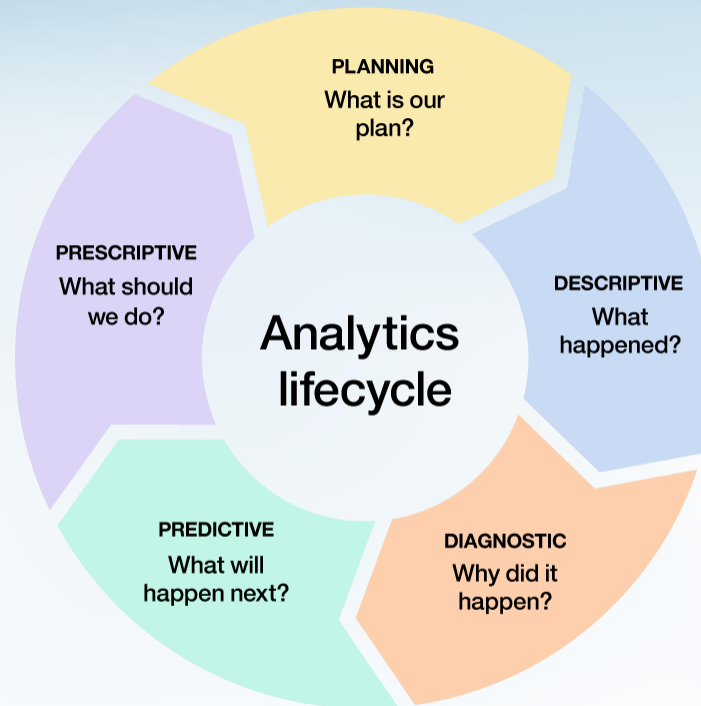 PLANNING
What is our
plan?
DESCRIPTIVE
What
happened?
DIAGNOSTIC
Why did it
happen?
PREDICTIVE
What will
happen next?
PRESCRIPTIVE
What should
we do?
Analytics
lifecycle